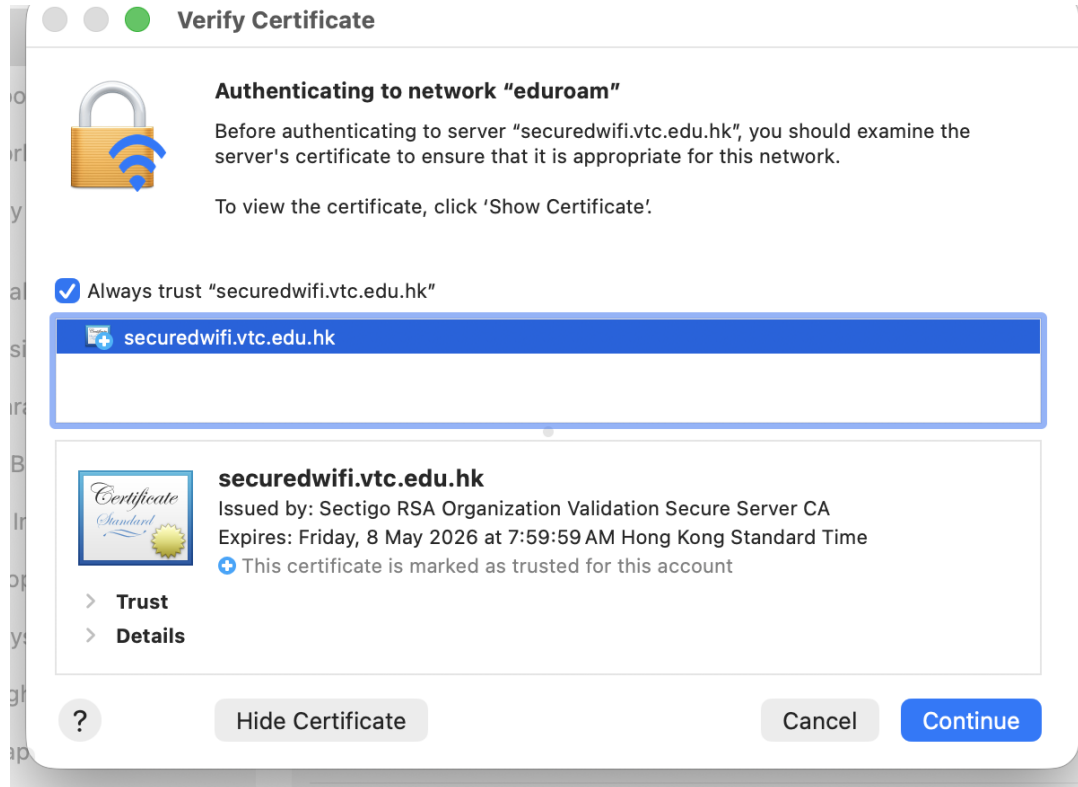 Verify Certificate
Authenticating to network “eduroam”
Before authenticating to server “securedwifi.vtc.edu.hk”, you should examine the
server's certificate to ensure that it is appropriate for this network.
To view the certificate, click ‘Show Certificate’.
Always trust “securedwifi.vtc.edu.hk”
securedwifi.vtc.edu.hk
Certificate
Standard
securedwifi.vtc.edu.hk
Issued by: Sectigo RSA Organization Validation Secure Server CA
Expires: Friday, 8 May 2026 at 7:59:59 AM Hong Kong Standard Time
This certificate is marked as trusted for this account
Trust
Details
?
Hide Certificate
Cancel
Continue